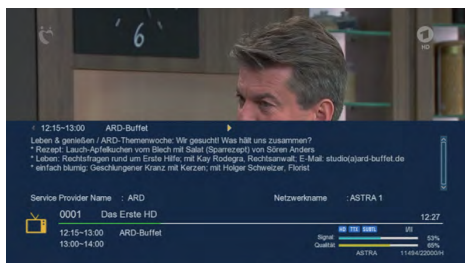 6
HD
12:15~13:00 ARD-Buffet
Leben & genießen / ARD-Themenwoche: Wir gesucht! Was hält uns zusammen?
* Rezept: Lauch-Apfelkuchen vom Blech mit Salat (Sparrezept) von Sören Anders
* Leben: Rechtsfragen rund um Erste Hilfe; mit Kay Rodegra, Rechtsanwalt; E-Mail: studio(a)ard-buffet.de
* einfach blumig: Geschlungener Kranz mit Kerzen; mit Holger Schweizer, Florist
Service Provider Name : ARD Netzwerkname : ASTRA 1
0001 Das Erste HD 12:27
12:15~13:00 ARD-Buffet HD TTX SUBTL
13:00~14:00
Signal 53%
Qualität 65%
ASTRA 11494/22000/H